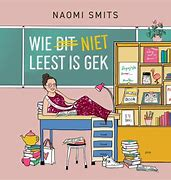 NAOMI SMITS
WIE DIT NIET
LEEST IS GEK